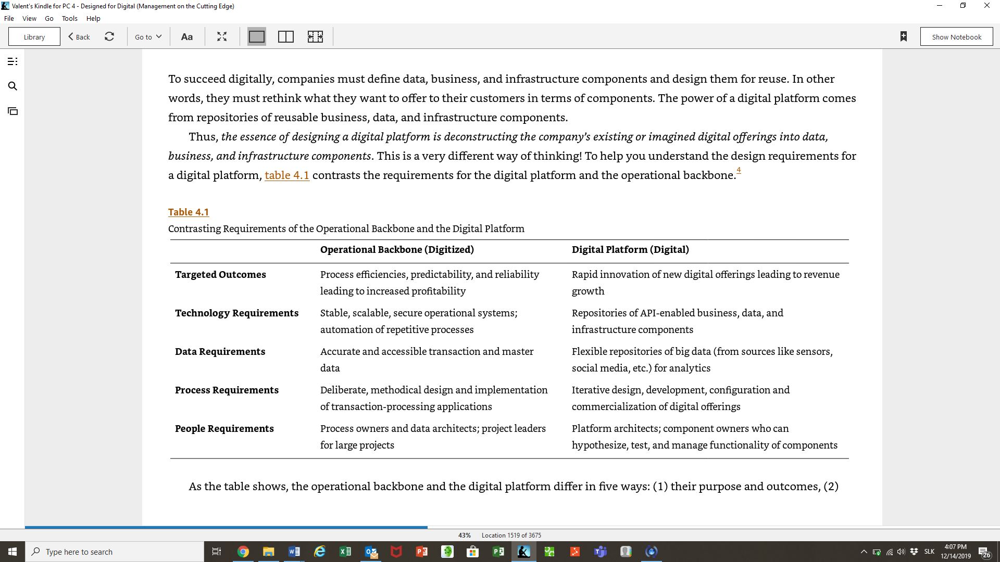 Valent's Kindle for PC 4 - Designed for Digital (Management on the Cutting Edge)
File View Go Tools Help
Library Back Go to Aa Show Notebook
To succeed digitally, companies must define data, business, and infrastructure components and design them for reuse. In other
words, they must rethink what they want to offer to their customers in terms of components. The power of a digital platform comes
from repositories of reusable business, data, and infrastructure components.
Thus, the essence of designing a digital platform is deconstructing the company’s existing or imagined digital offerings into data,
business, and infrastructure components. This is a very different way of thinking! To help you understand the design requirements for
a digital platform, table 4.1 contrasts the requirements for the digital platform and the operational backbone.4
Table 4.1
Contrasting Requirements of the Operational Backbone and the Digital Platform
Operational Backbone (Digitized) Digital Platform (Digital)
Targeted Outcomes Process efficiencies, predictability, and reliability Rapid innovation of new digital offerings leading to revenue
leading to increased profitability growth
Technology Requirements Stable, scalable, secure operational systems; Repositories of API-enabled business, data, and
automation of repetitive processes infrastructure components
Data Requirements Accurate and accessible transaction and master Flexible repositories of big data (from sources like sensors,
data social media, etc.) for analytics
Process Requirements Deliberate, methodical design and implementation Iterative design, development, configuration and
of transaction-processing applications commercialization of digital offerings
People Requirements Process owners and data architects; project leaders Platform architects; component owners who can
for large projects hypothesize, test, and manage functionality of components
As the table shows, the operational backbone and the digital platform differ in five ways: (1) their purpose and outcomes, (2)
43% Location 1519 of 3675
Type here to search SLK 4:07 PM
12/14/2019 26